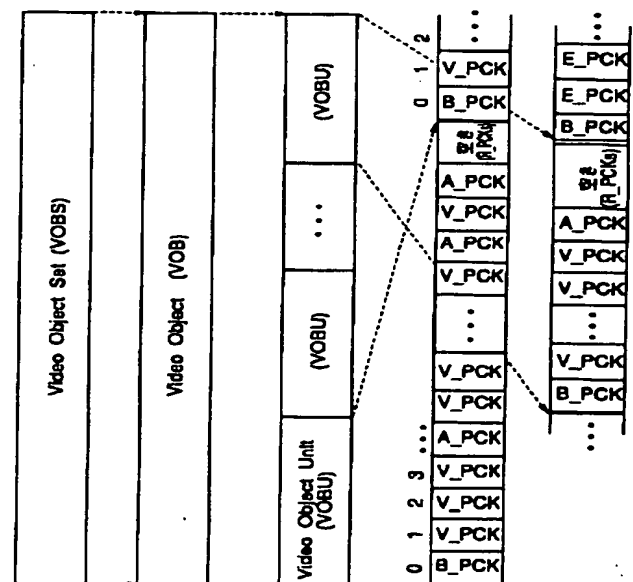 Video Object Set (VOBS)
Video Object (VOB)
Video Object Unit
(VOBU)
(VOBU)
...
(VOBU)
2 ...
1 V_PCK
0 B_PCK
(R_PCKs)
A_PCK
V_PCK
A_PCK
V_PCK
...
V_PCK
V_PCK
... A_PCK
3 V_PCK
2 V_PCK
1 V_PCK
0 B_PCK
...
E_PCK
E_PCK
B_PCK
(R_PCKs)
A_PCK
V_PCK
V_PCK
...
V_PCK
B_PCK
...